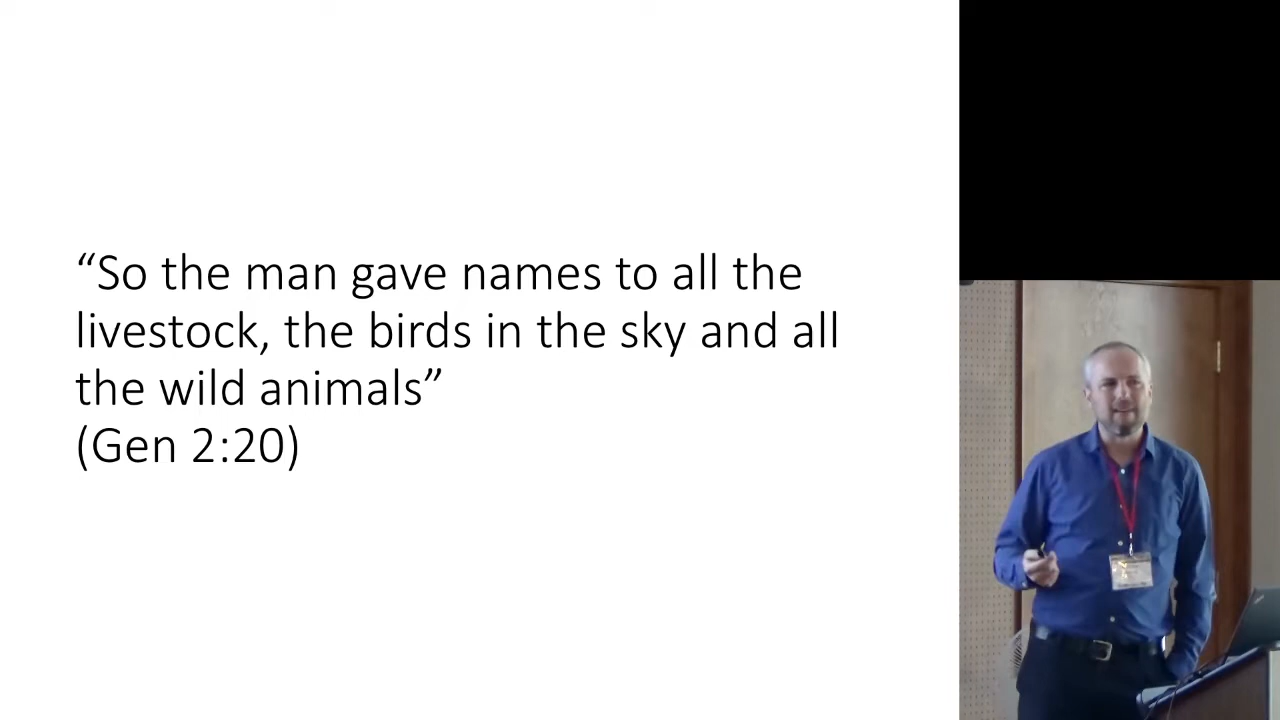 “So the man gave names to all the
livestock, the birds in the sky and all
the wild animals”
(Gen 2:20)